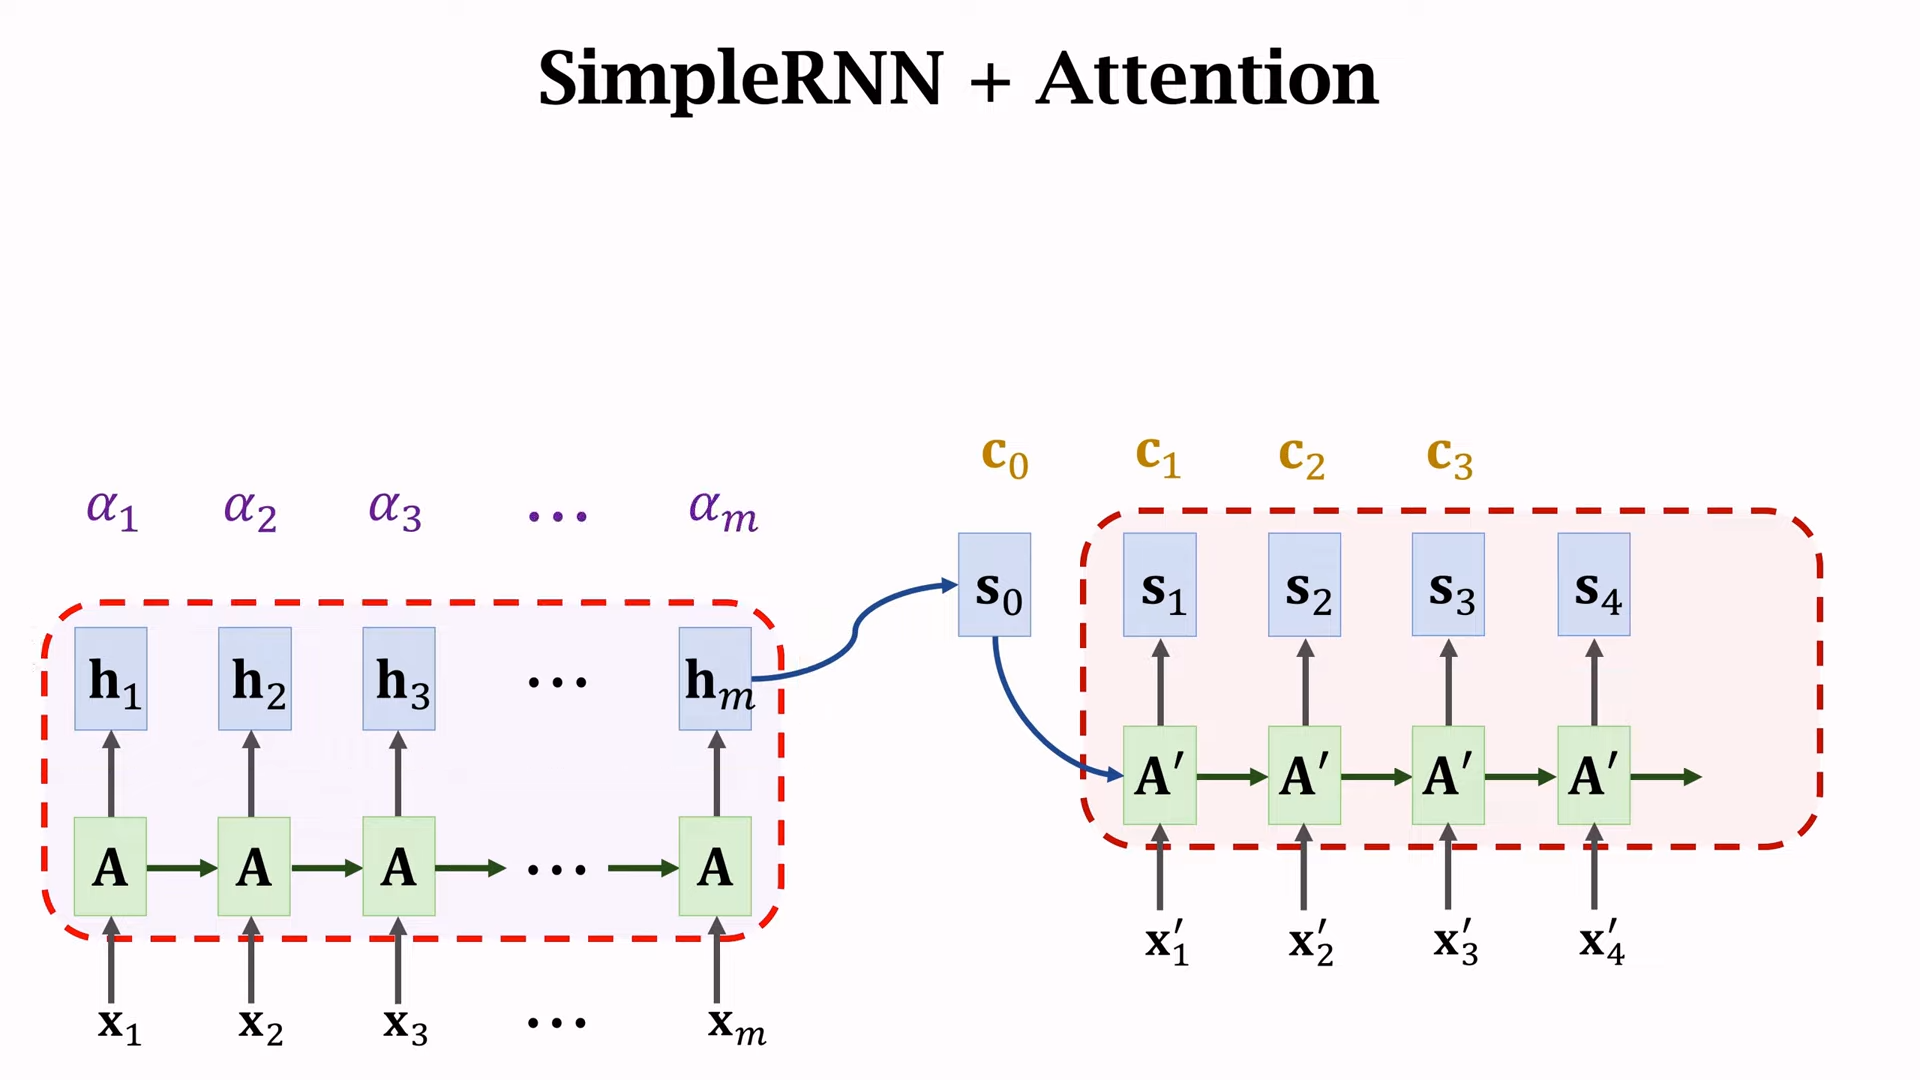 SimpleRNN + Attention
c₀ c₁ c₂ c₃
α₁ α₂ α₃ ⋯ αₘ
s₀ s₁ s₂ s₃ s₄
h₁ h₂ h₃ ⋯ hₘ
A′ A′ A′ A′
A A A ⋯ A
x′₁ x′₂ x′₃ x′₄
x₁ x₂ x₃ ⋯ xₘ